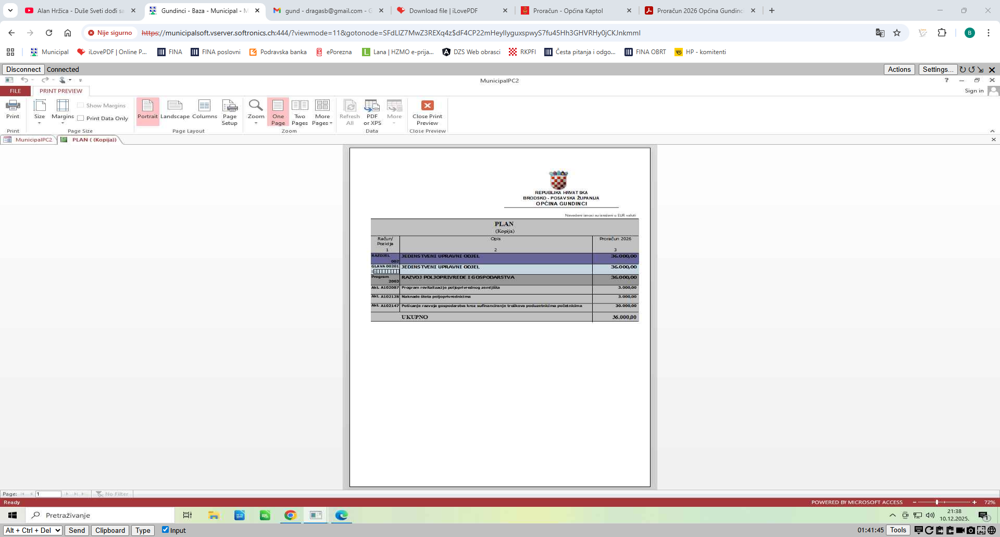 Alan Hržica - Duše Sveti dođi sa
Gundinci - Baza - Municipal - M
gund - dragasb@gmail.com - G
Download file | iLovePDF
Proračun - Općina Kaptol
Proračun 2026 Općina Gundinc
Nije sigurno
https://municipalsoft.vserver.softronics.ch:444/?viewmode=11&gotonode=SFdLIZ7MwZ3REXq4z$dF4CP22mHeyIIyguxspwyS7fu45Hh3GHVRHy0jCKJnkmmI
Municipal
iLovePDF | Online P...
FINA
FINA poslovni
Podravska banka
ePorezna
Lana | HZMO e-prija...
DZS Web obrasci
RKPFI
Česta pitanja i odgo...
FINA OBRT
HP - komitenti
Disconnect Connected
Actions Settings...
MunicipalPC2
FILE PRINT PREVIEW
Sign in
Print
Size
Margins
Show Margins
Print Data Only
Portrait
Landscape
Columns
Page Setup
Zoom
One Page
Two Pages
More Pages
Refresh All
PDF or XPS
More
Close Print Preview
Print
Page Size
Page Layout
Zoom
Data
Close Preview
MunicipalPC2 PLAN ( (Kopija))
REPUBLIKA HRVATSKA
BRODSKO - POSAVSKA ŽUPANIJA
OPĆINA GUNDINCI
Navedeni iznosi su izraženi u EUR valuti
PLAN
(Kopija)
Račun/ Pozicija Opis Proračun 2026
1 2 3
RAZDJEL 002 JEDINSTVENI UPRAVNI ODJEL 36.000,00
GLAVA 00201 JEDINSTVENI UPRAVNI ODJEL 36.000,00
Program 2003 RAZVOJ POLJOPRIVREDE I GOSPODARSTVA 36.000,00
Akt. A102087 Program revitalizacije poljoprivrednog zemljišta 3.000,00
Akt. A102128 Naknade šteta poljoprivrednicima 3.000,00
Akt. A102147 Poticanje razvoja gospodarstva kroz sufinanciranje troškova poduzetnicima početnicima 30.000,00
UKUPNO 36.000,00
Page: 1 No Filter
Ready
POWERED BY MICROSOFT ACCESS 72%
Pretraživanje
21:38
10.12.2025.
1
Alt + Ctrl + Del Send Clipboard Type Input
01:41:45 Tools